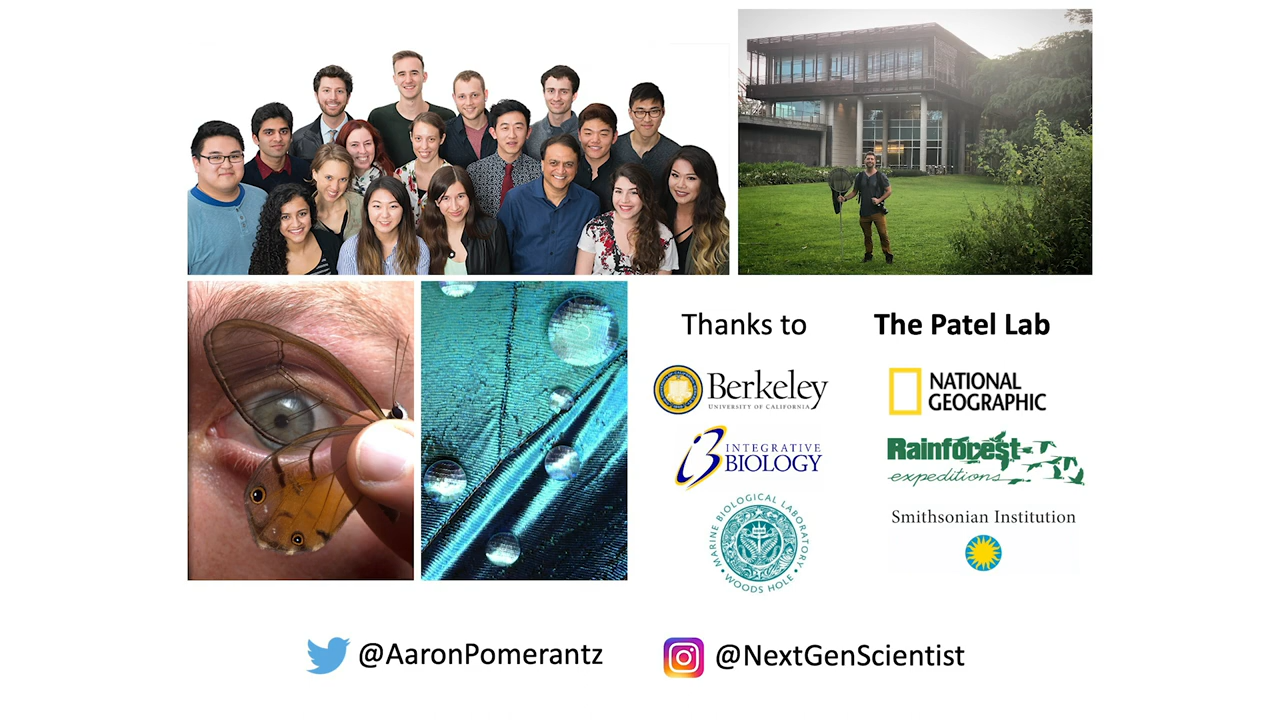 Thanks to
The Patel Lab
Berkeley
UNIVERSITY OF CALIFORNIA
NATIONAL
GEOGRAPHIC
INTEGRATIVE
BIOLOGY
Rainforest
expeditions
MARINE BIOLOGICAL LABORATORY
WOODS HOLE
Smithsonian Institution
@AaronPomerantz
@NextGenScientist